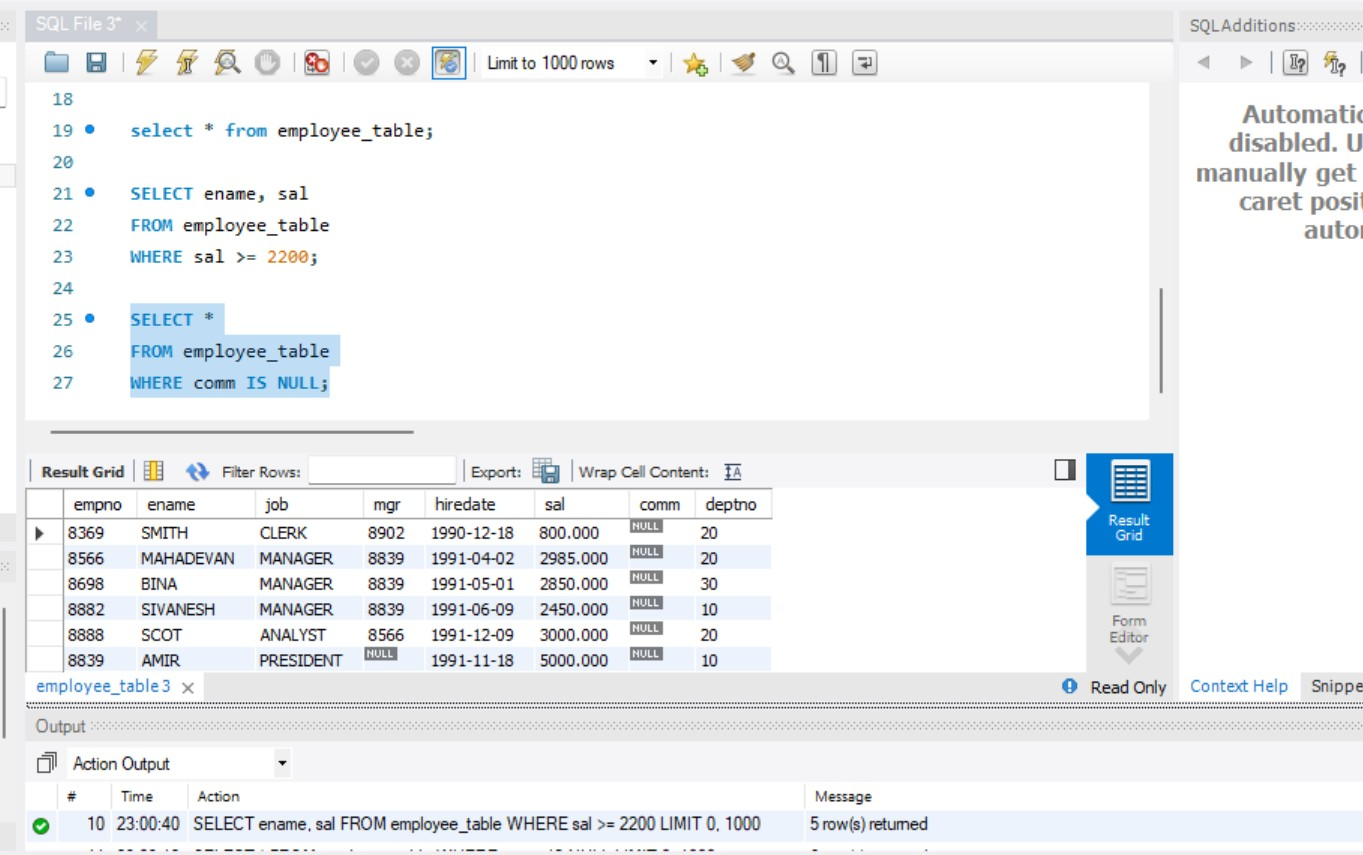 SQL File 3*
SQLAdditions
Limit to 1000 rows
18
19 select * from employee_table;
20
21 SELECT ename, sal
22 FROM employee_table
23 WHERE sal >= 2200;
24
25 SELECT *
26 FROM employee_table
27 WHERE comm IS NULL;
disabled. U
manually get
Result Grid Filter Rows: Export: Wrap Cell Content:
empno ename job mgr hiredate sal comm deptno
8369 SMITH CLERK 8902 1990-12-18 800.000 NULL 20
8566 MAHADEVAN MANAGER 8839 1991-04-02 2985.000 NULL 20
8698 BINA MANAGER 8839 1991-05-01 2850.000 NULL 30
8882 SIVANESH MANAGER 8839 1991-06-09 2450.000 NULL 10
8888 SCOT ANALYST 8566 1991-12-09 3000.000 NULL 20
8839 AMIR PRESIDENT NULL 1991-11-18 5000.000 NULL 10
Result
Grid
Form
Editor
employee_table 3
Read Only
Context Help Snippe
Output
Action Output
# Time Action Message
10 23:00:40 SELECT ename, sal FROM employee_table WHERE sal >= 2200 LIMIT 0, 1000 5 row(s) returned